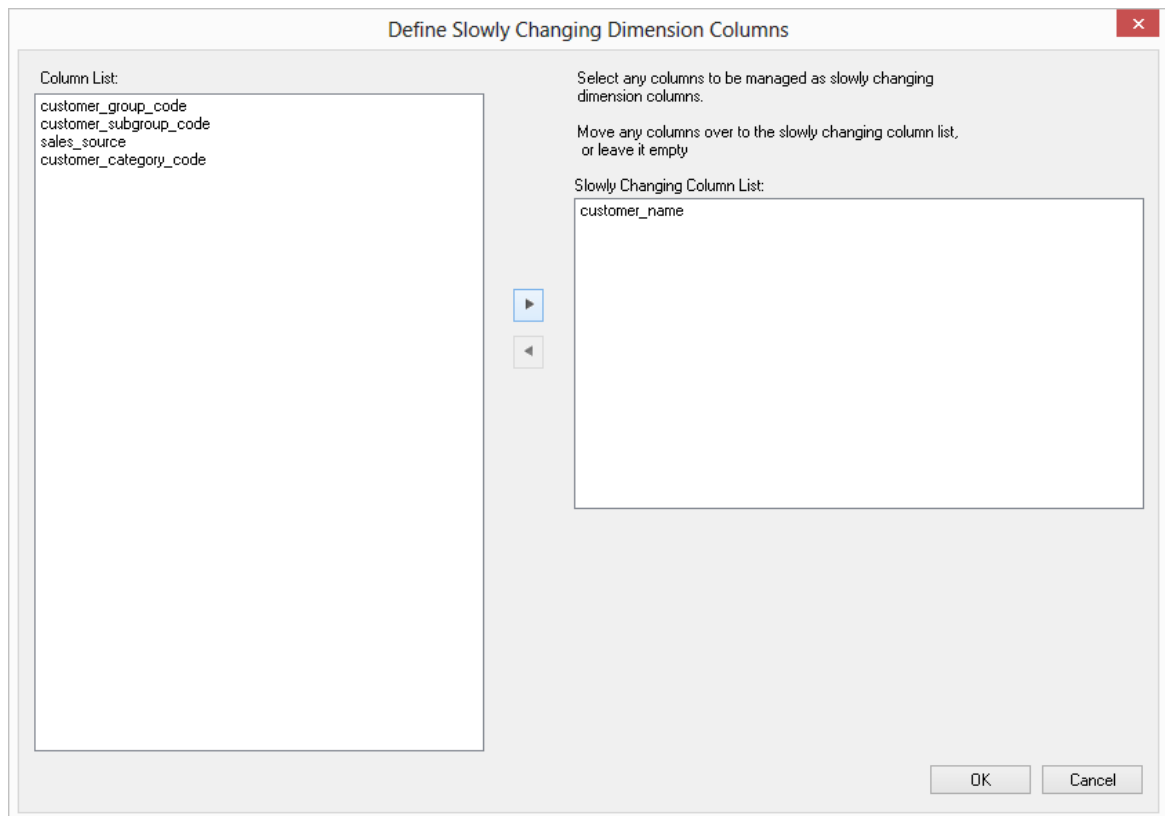 Define Slowly Changing Dimension Columns
Column List:
customer_group_code
customer_subgroup_code
sales_source
customer_category_code
Select any columns to be managed as slowly changing
dimension columns.
Move any columns over to the slowly changing column list,
or leave it empty
Slowly Changing Column List:
customer_name
OK
Cancel